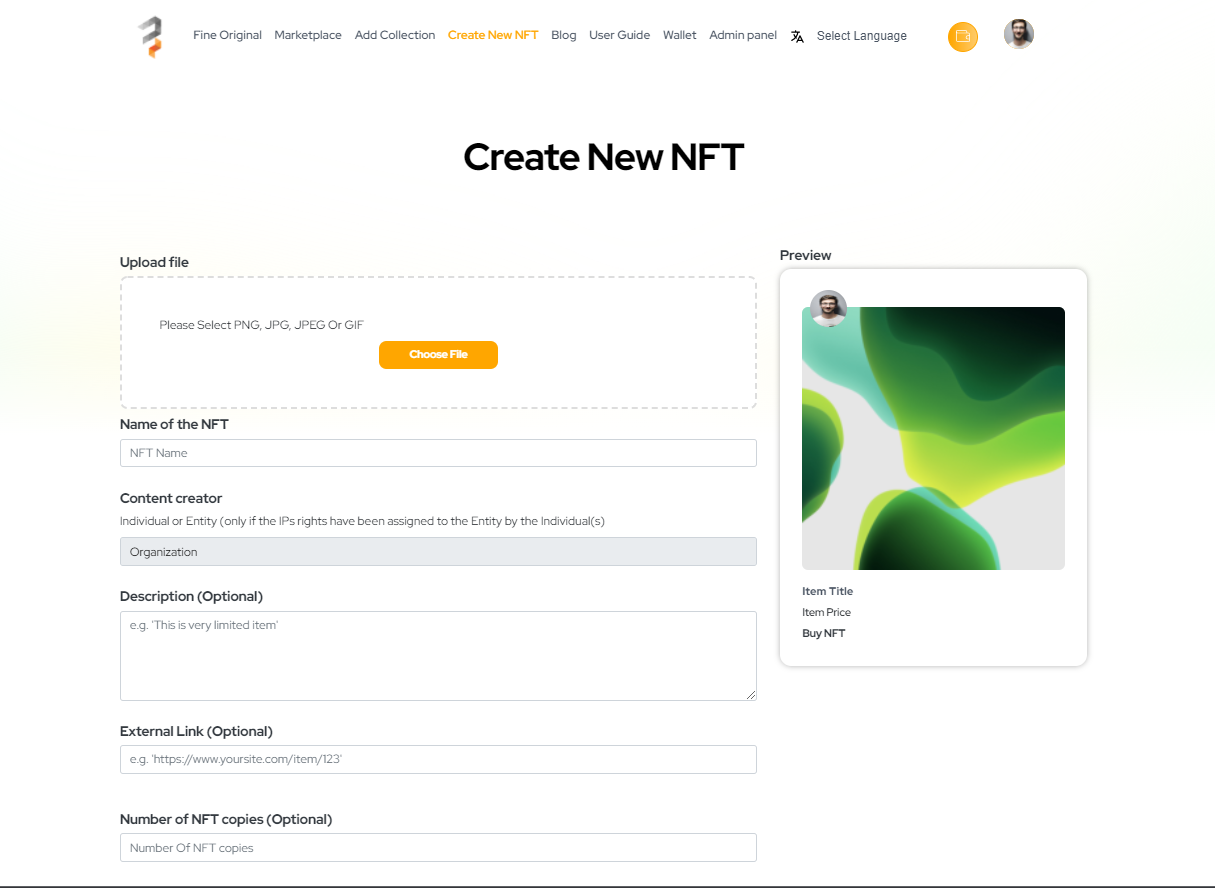 Fine Original Marketplace Add Collection Create New NFT Blog User Guide Wallet Admin panel Select Language
Create New NFT
Upload file
Please Select PNG, JPG, JPEG Or GIF
Choose File
Name of the NFT
NFT Name
Content creator
Individual or Entity (only if the IPs rights have been assigned to the Entity by the Individual(s)
Organization
Description (Optional)
e.g. 'This is very limited item'
External Link (Optional)
e.g. 'https://www.yoursite.com/item/123'
Number of NFT copies (Optional)
Number Of NFT copies
Preview
Item Title
Item Price
Buy NFT